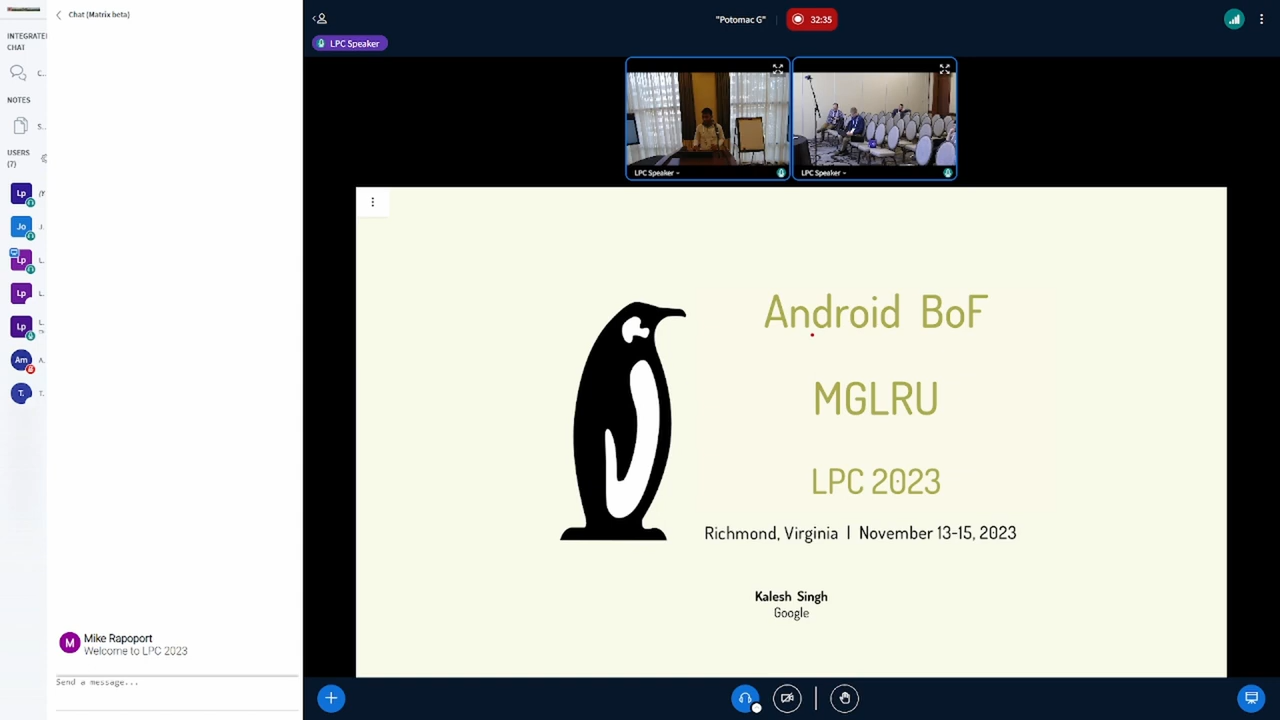 Chat (Matrix beta)
INTEGRATE
CHAT
C..
NOTES
S..
USERS
(7)
Lp
Jo
J.
Lp
L.
L.
Lp
L.
Am
A.
T.
T.
M
Mike Rapoport
Welcome to LPC 2023
Send a message...
"Potomac G"
32:35
LPC Speaker
LPC Speaker
LPC Speaker
Android BoF
MGLRU
LPC 2023
Richmond, Virginia | November 13-15, 2023
Kalesh Singh
Google